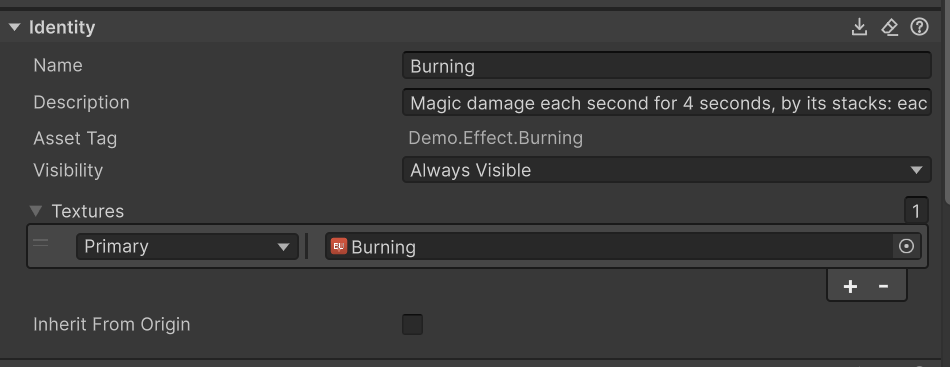 Identity
Name
Burning
Description
Magic damage each second for 4 seconds, by its stacks: eac
Asset Tag
Demo.Effect.Burning
Visibility
Always Visible
Textures
1
Primary
BU Burning
+ -
Inherit From Origin